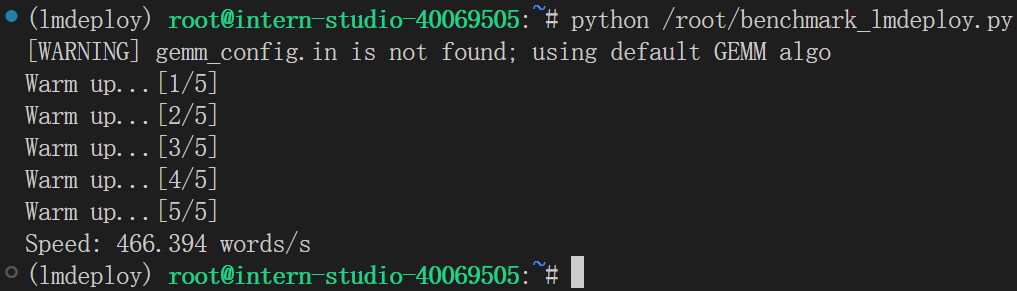 (lmdeploy) root@intern-studio-40069505:~# python /root/benchmark_lmdeploy.py
[WARNING] gemm_config.in is not found; using default GEMM algo
Warm up...[1/5]
Warm up...[2/5]
Warm up...[3/5]
Warm up...[4/5]
Warm up...[5/5]
Speed: 466.394 words/s
(lmdeploy) root@intern-studio-40069505:~#